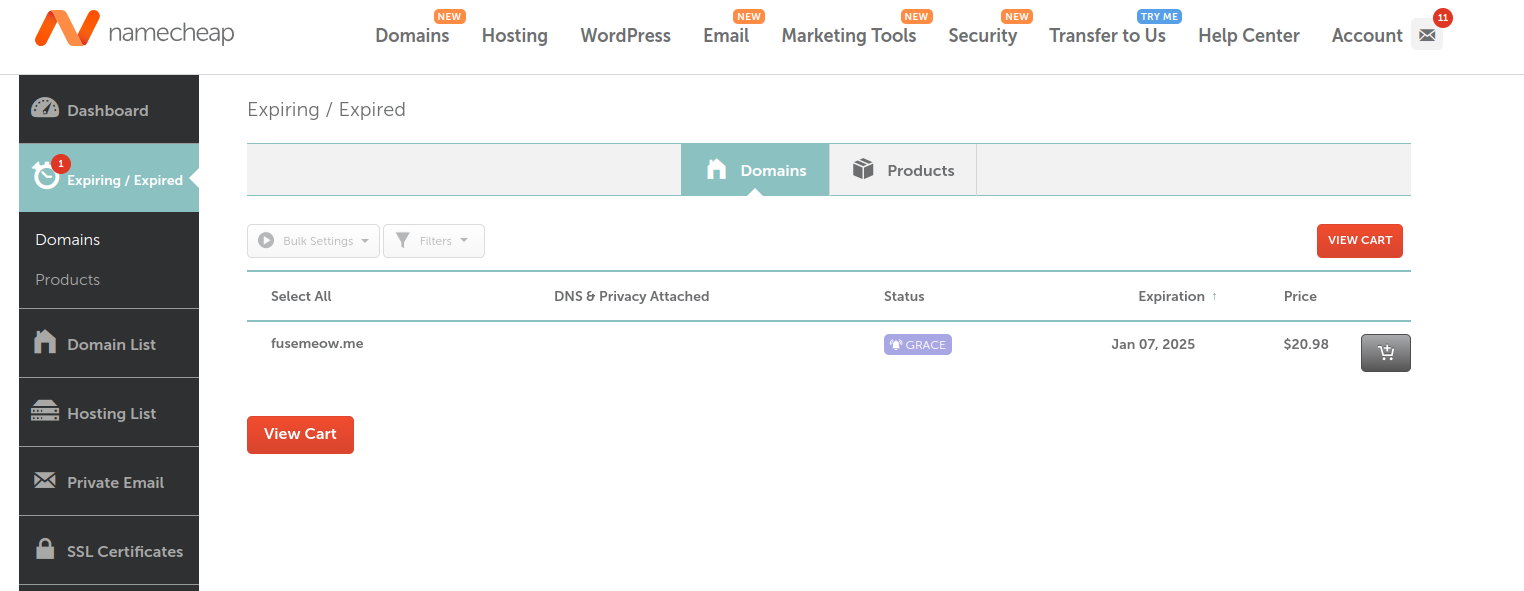 namecheap
NEW NEW NEW NEW TRY ME 11
Domains Hosting WordPress Email Marketing Tools Security Transfer to Us Help Center Account
Dashboard
1
Expiring / Expired
Domains
Products
Domain List
Hosting List
Private Email
SSL Certificates
Expiring / Expired
Domains Products
Bulk Settings Filters VIEW CART
Select All DNS & Privacy Attached Status Expiration ↑ Price
fusemeow.me GRACE Jan 07, 2025 $20.98
View Cart